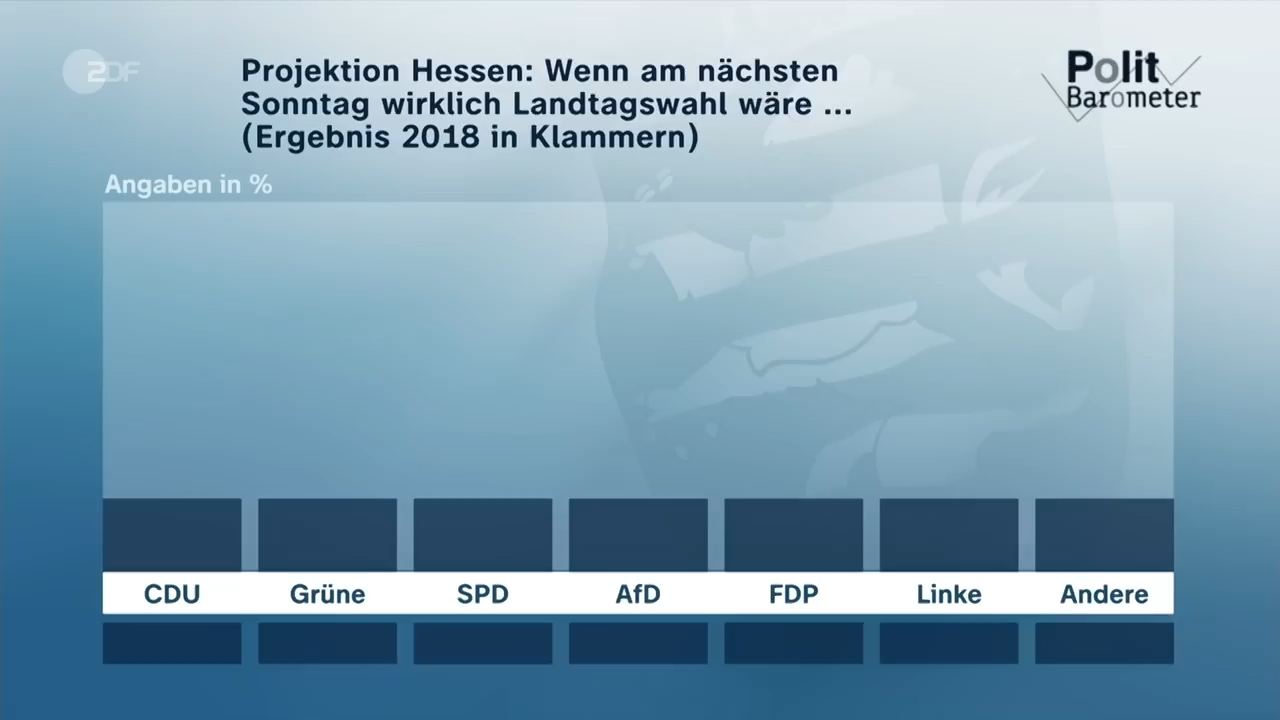 ZDF
Projektion Hessen: Wenn am nächsten
Sonntag wirklich Landtagswahl wäre ...
(Ergebnis 2018 in Klammern)
Polit
Barometer
Angaben in %
CDU Grüne SPD AfD FDP Linke Andere